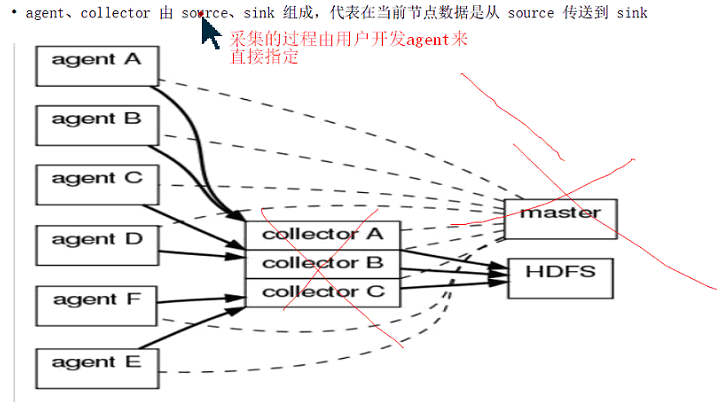 • agent、collector 由 source、sink 组成，代表在当前节点数据是从 source 传送到 sink
采集的过程由用户开发agent来
直接指定
agent A
agent B
agent C
agent D
agent F
agent E
collector A
collector B
collector C
master
HDFS